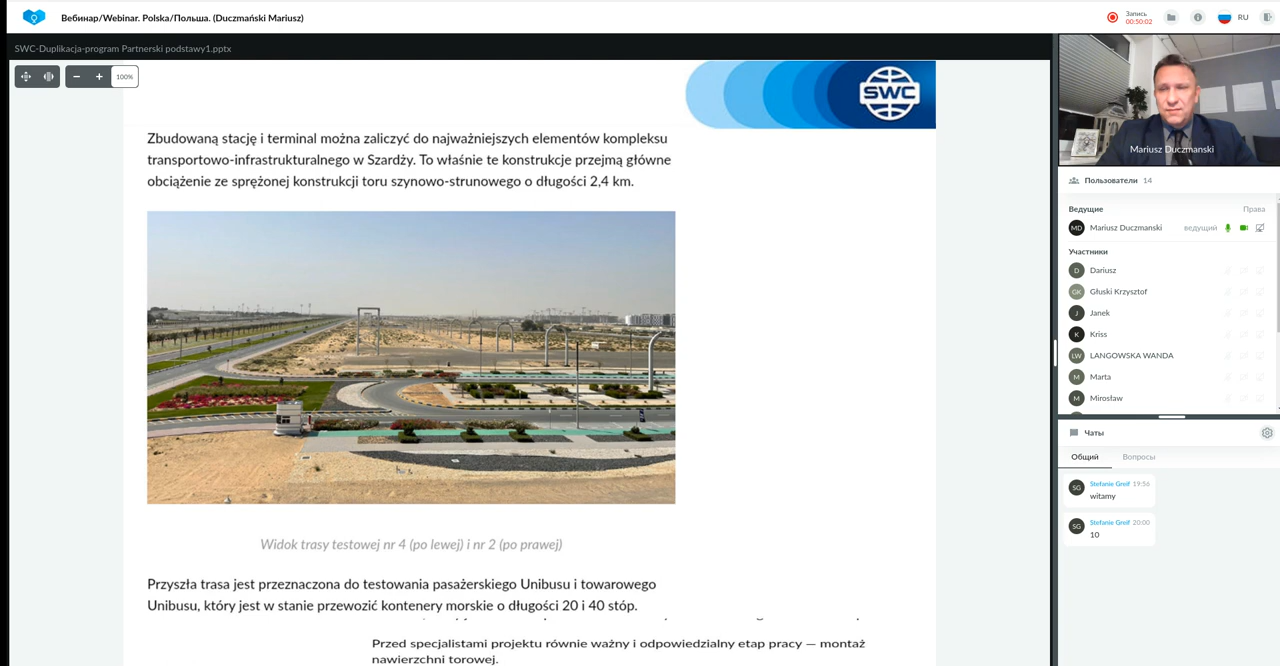 Вебинар/Webinar. Polska/Польша. (Duczmański Mariusz)
Запись
00:50:02
RU
SWC-Duplikacja-program Partnerski podstawy1.pptx
100%
SWC
Zbudowaną stację i terminal można zaliczyć do najważniejszych elementów kompleksu
transportowo-infrastrukturalnego w Szardży. To właśnie te konstrukcje przejmą główne
obciążenie ze sprężonej konstrukcji toru szynowo-strunowego o długości 2,4 km.
Widok trasy testowej nr 4 (po lewej) i nr 2 (po prawej)
Przyszła trasa jest przeznaczona do testowania pasażerskiego Unibusu i towarowego
Unibusu, który jest w stanie przewozić kontenery morskie o długości 20 i 40 stóp.
Przed specjalistami projektu równie ważny i odpowiedzialny etap pracy — montaż
nawierzchni torowej.
Mariusz Duczmanski
Пользователи 14
Ведущие Права
MD Mariusz Duczmanski ведущий
Участники
D Dariusz
GK Głuski Krzysztof
J Janek
K Kriss
LW LANGOWSKA WANDA
M Marta
M Mirosław
Чаты
Общий Вопросы
SG Stefanie Greif 19:56
witamy
SG Stefanie Greif 20:00
10